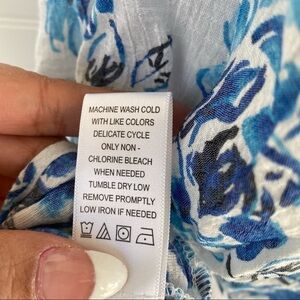 MACHINE WASH COLD
WITH LIKE COLORS
DELICATE CYCLE
ONLY NON -
CHLORINE BLEACH
WHEN NEEDED
TUMBLE DRY LOW
REMOVE PROMPTLY
LOW IRON IF NEEDED